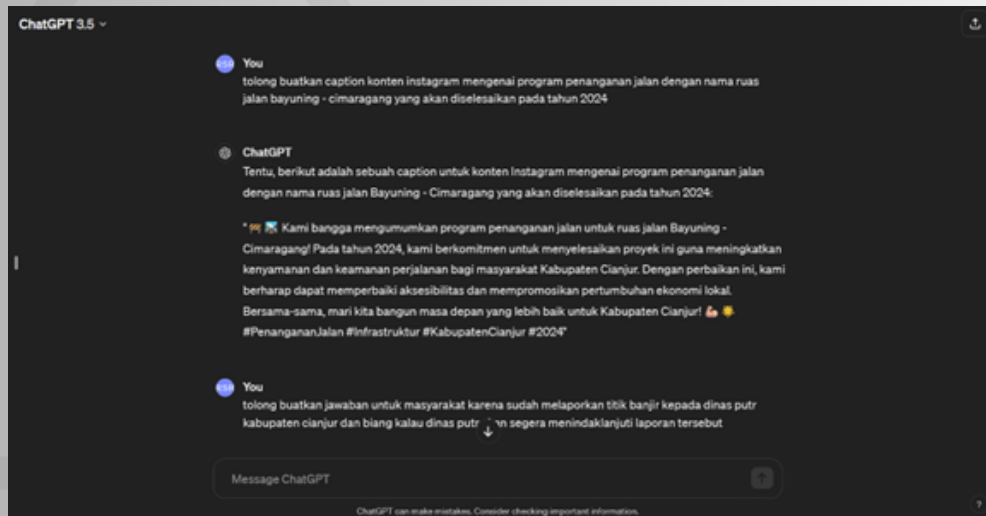 ChatGPT 3.5
RSR You
tolong buatkan caption konten instagram mengenai program penanganan jalan dengan nama ruas
jalan bayuning - cimaragang yang akan diselesaikan pada tahun 2024
ChatGPT
Tentu, berikut adalah sebuah caption untuk konten Instagram mengenai program penanganan jalan
dengan nama ruas jalan Bayuning - Cimaragang yang akan diselesaikan pada tahun 2024:
"🚧 🛣️ Kami bangga mengumumkan program penanganan jalan untuk ruas jalan Bayuning -
Cimaragang! Pada tahun 2024, kami berkomitmen untuk menyelesaikan proyek ini guna meningkatkan
kenyamanan dan keamanan perjalanan bagi masyarakat Kabupaten Cianjur. Dengan perbaikan ini, kami
berharap dapat memperbaiki aksesibilitas dan mempromosikan pertumbuhan ekonomi lokal.
Bersama-sama, mari kita bangun masa depan yang lebih baik untuk Kabupaten Cianjur! 💪 🌟
#PenangananJalan #Infrastruktur #KabupatenCianjur #2024"
RSR You
tolong buatkan jawaban untuk masyarakat karena sudah melaporkan titik banjir kepada dinas putr
kabupaten cianjur dan biang kalau dinas putr segera menindaklanjuti laporan tersebut
Message ChatGPT
ChatGPT can make mistakes. Consider checking important information.
?